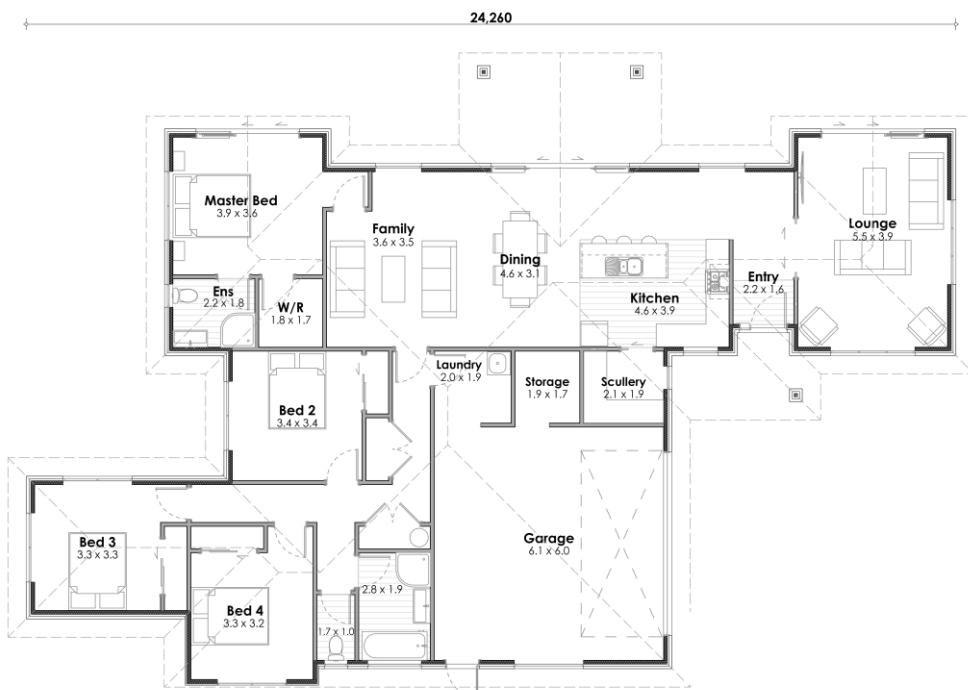 24,260
Master Bed
3.9 x 3.6
Family
3.6 x 3.5
Dining
4.6 x 3.1
Lounge
5.5 x 3.9
Entry
2.2 x 1.6
Kitchen
4.6 x 3.9
Ens
2.2 x 1.8
W/R
1.8 x 1.7
Laundry
2.0 x 1.9
Storage
1.9 x 1.7
Scullery
2.1 x 1.9
Bed 2
3.4 x 3.4
Bed 3
3.3 x 3.3
Garage
6.1 x 6.0
2.8 x 1.9
Bed 4
3.3 x 3.2
1.7 x 1.0